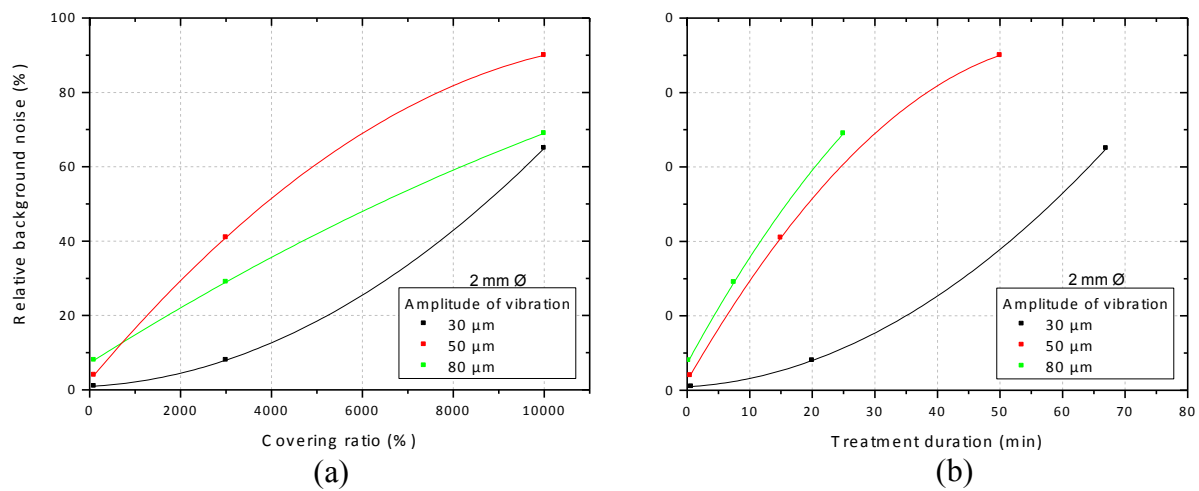 100
80
60
40
20
0
Relative background noise (%)
2 mm Ø
Amplitude of vibration
30 µm
50 µm
80 µm
0 2000 4000 6000 8000 10000
Covering ratio (%)
(a)
0
0
0
0
0
0
2 mm Ø
Amplitude of vibration
30 µm
50 µm
80 µm
0 10 20 30 40 50 60 70 80
Treatment duration (min)
(b)